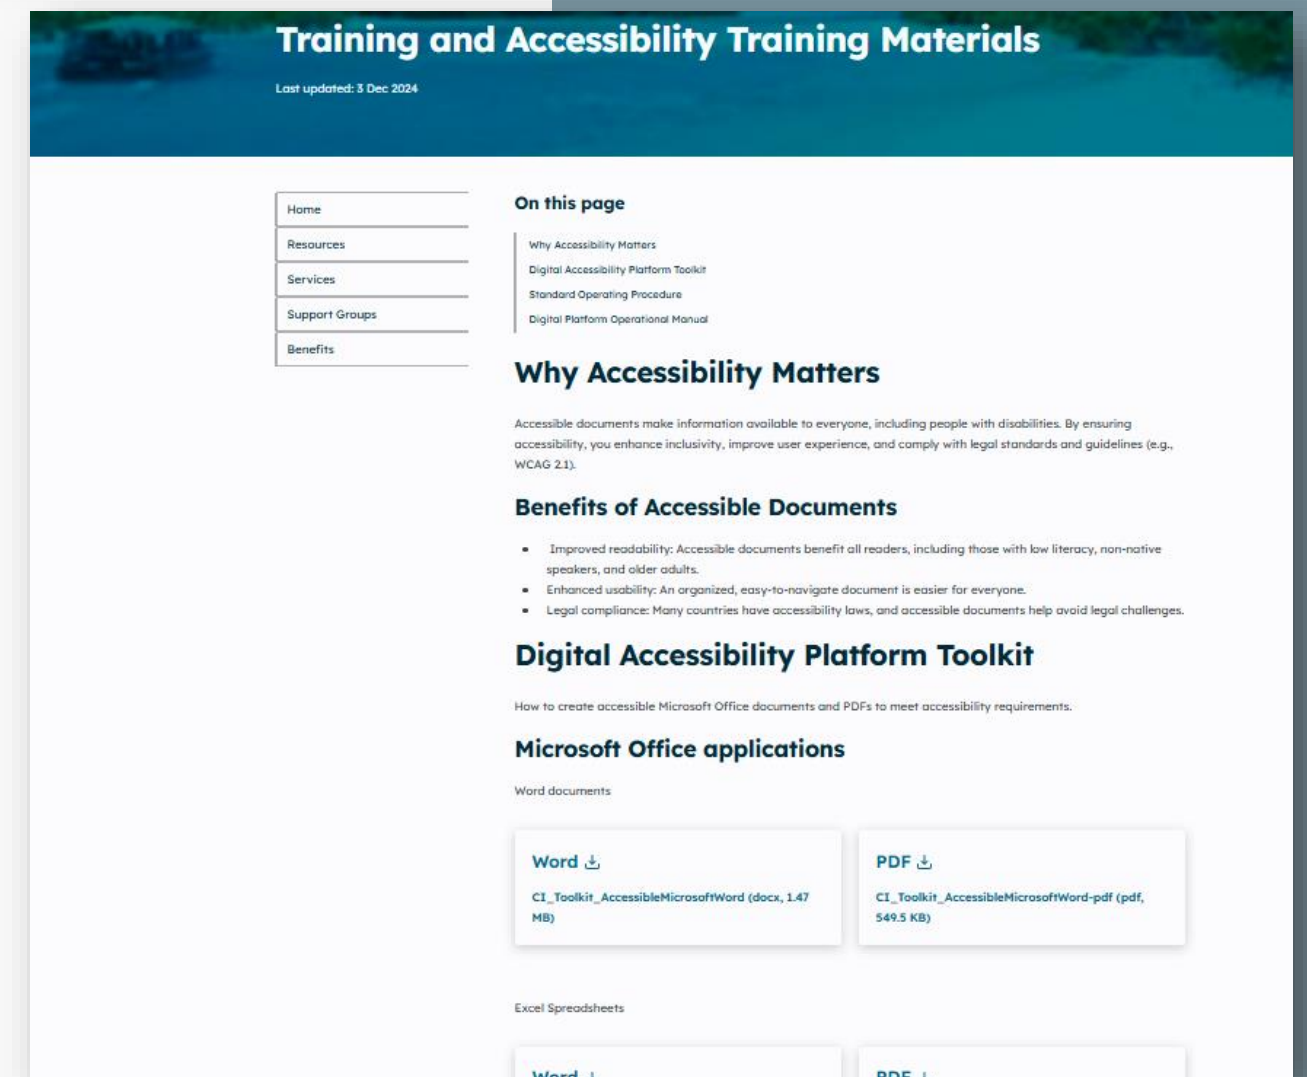 Training and Accessibility Training Materials
Last updated: 3 Dec 2024
Home
Resources
Services
Support Groups
Benefits
On this page
Why Accessibility Matters
Digital Accessibility Platform Toolkit
Standard Operating Procedure
Digital Platform Operational Manual
Why Accessibility Matters
Accessible documents make information available to everyone, including people with disabilities. By ensuring
accessibility, you enhance inclusivity, improve user experience, and comply with legal standards and guidelines (e.g.,
WCAG 2.1).
Benefits of Accessible Documents
• Improved readability: Accessible documents benefit all readers, including those with low literacy, non-native
speakers, and older adults.
• Enhanced usability: An organized, easy-to-navigate document is easier for everyone.
• Legal compliance: Many countries have accessibility laws, and accessible documents help avoid legal challenges.
Digital Accessibility Platform Toolkit
How to create accessible Microsoft Office documents and PDFs to meet accessibility requirements.
Microsoft Office applications
Word documents
Word
CI_Toolkit_AccessibleMicrosoftWord (docx, 1.47
MB)
PDF
CI_Toolkit_AccessibleMicrosoftWord-pdf (pdf,
549.5 KB)
Excel Spreadsheets
Word
PDF